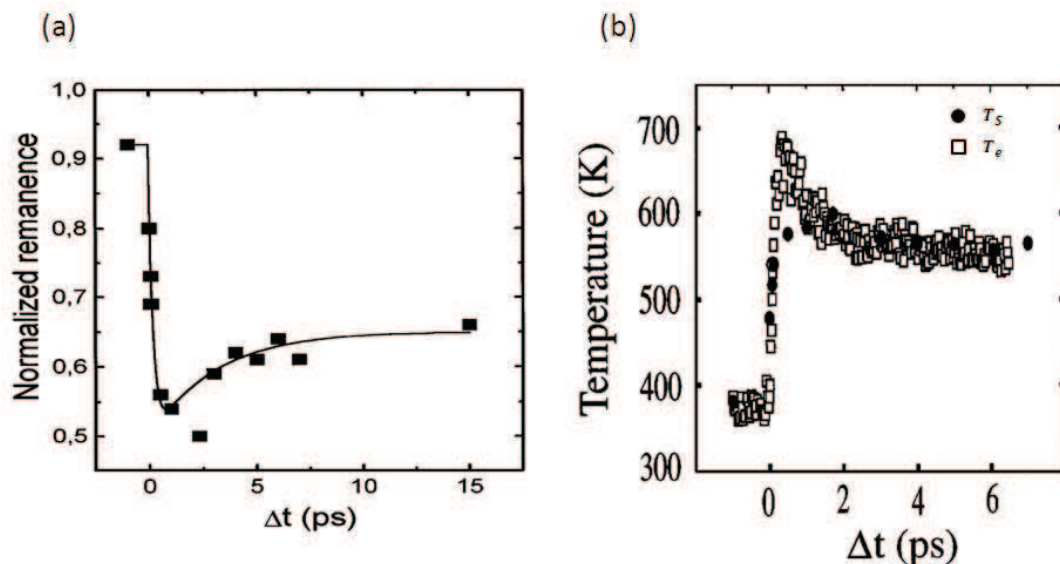 (a)
Normalized remanence
1,0
0,9
0,8
0,7
0,6
0,5
0
5
10
15
Δt (ps)
(b)
Temperature (K)
700
600
500
400
300
T_S
T_e
0
2
4
6
Δt (ps)